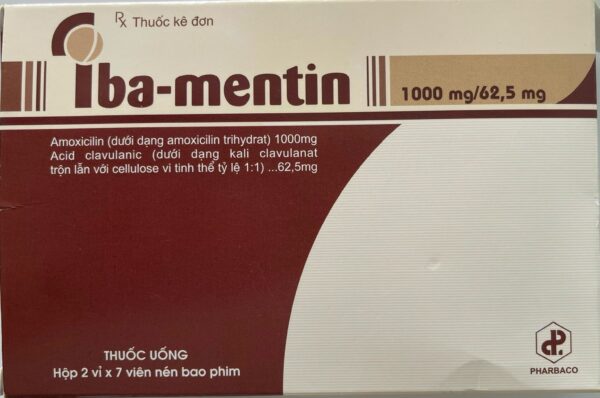 Rx Thuốc kê đơn
Iba-mentin
1000 mg/62,5 mg
Amoxicilin (dưới dạng amoxicilin trihydrat) 1000mg
Acid clavulanic (dưới dạng kali clavulanat
trộn lẫn với cellulose vi tinh thể tỷ lệ 1:1) ...62,5mg
THUỐC UỐNG
Hộp 2 vỉ x 7 viên nén bao phim
PHARBACO